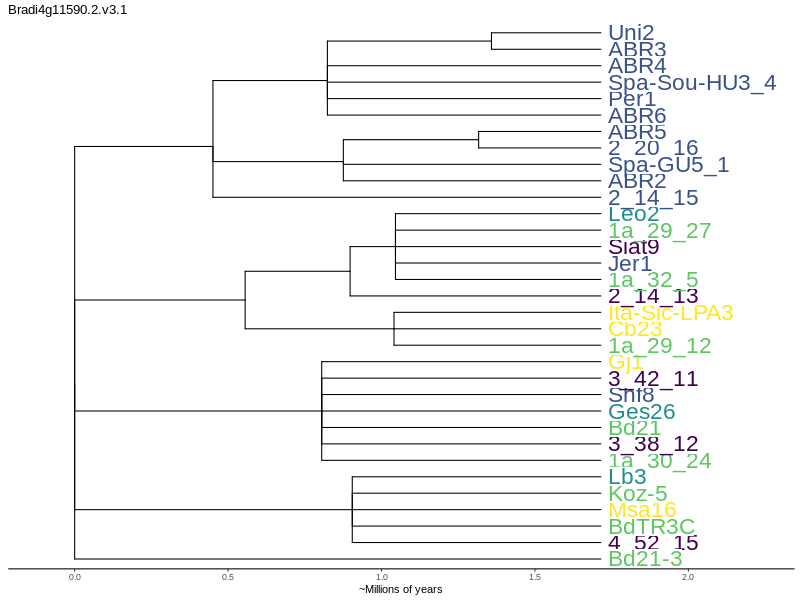 Bradi4g11590.2.v3.1
Uni2
ABR3
ABR4
Spa-Sou-HU3_4
Per1
ABR6
ABR5
2_20_16
Spa-GU5_1
ABR2
2_14_15
Leo2
1a_29_27
Siat9
Jer1
1a_32_5
2_14_13
Ita-Sic-LPA3
Cb23
1a_29_12
Gj1
3_42_11
Shf8
Ges26
Bd21
3_38_12
1a_30_24
Lb3
Koz-5
Msa16
BdTR3C
4_52_15
Bd21-3
0.0 0.5 1.0 1.5 2.0
~Millions of years